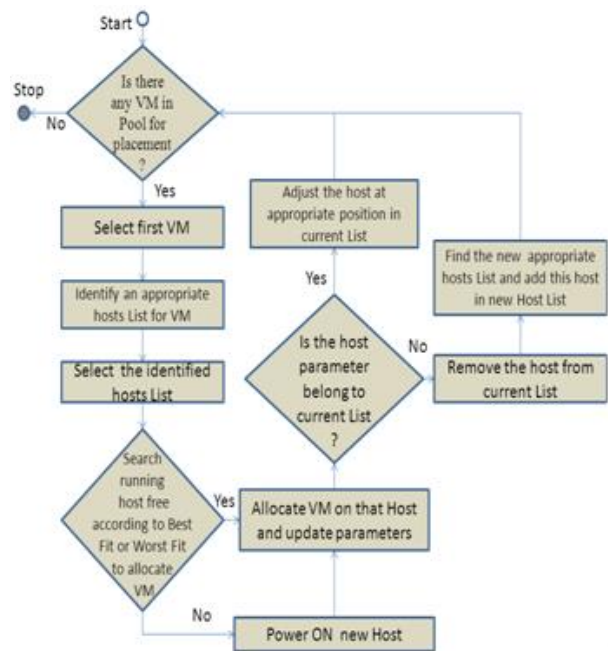 Start
Is there
any VM in
Pool for
placement
?
Stop
No
Yes
Select first VM
Identify an appropriate
hosts List for VM
Select the identified
hosts List
Search
running
host free
according to Best
Fit or Worst Fit
to allocate
VM
Yes
No
Power ON new Host
Allocate VM on that Host
and update parameters
Is the host
parameter
belong to
current List
?
Yes
Adjust the host at
appropriate position in
current List
No
Remove the host from
current List
Find the new appropriate
hosts List and add this host
in new Host List